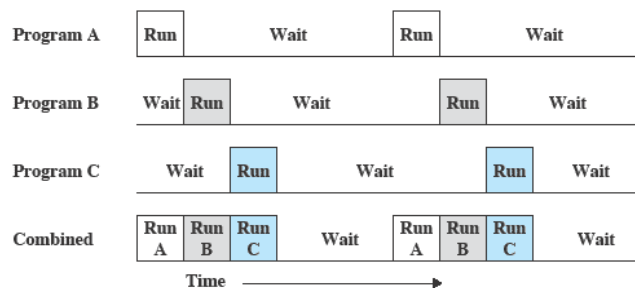 Program A Run Wait Run Wait
Program B Wait Run Wait Run Wait
Program C Wait Run Wait Run Wait
Combined Run A Run B Run C Wait Run A Run B Run C Wait
Time